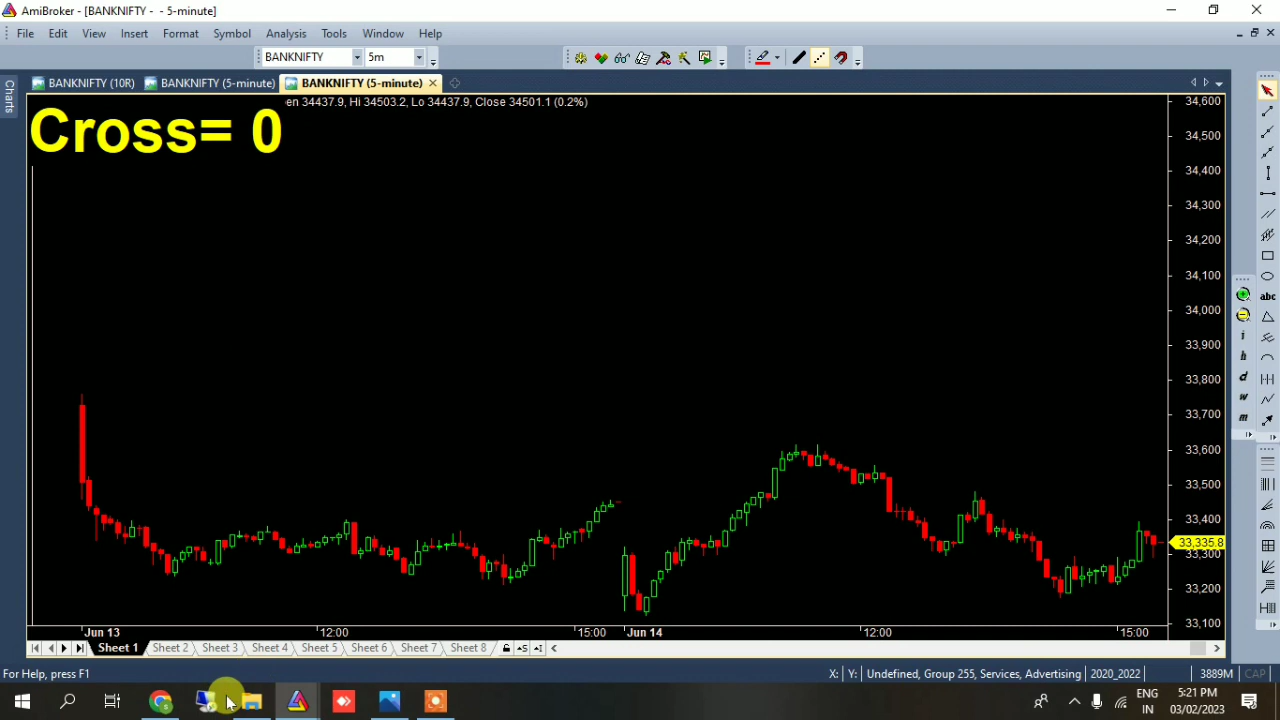 AmiBroker - [BANKNIFTY - - 5-minute]
File Edit View Insert Format Symbol Analysis Tools Window Help
BANKNIFTY 5m
BANKNIFTY (10R) BANKNIFTY (5-minute) BANKNIFTY (5-minute)
Charts
en 34437.9, Hi 34503.2, Lo 34437.9, Close 34501.1 (0.2%)
Cross= 0
34,600
34,500
34,400
34,300
34,200
34,100
34,000
33,900
33,800
33,700
33,600
33,500
33,400
33,335.8
33,300
33,200
33,100
abc
i
h
d
w
m
Jun 13 12:00 15:00 Jun 14 12:00 15:00
Sheet 1 Sheet 2 Sheet 3 Sheet 4 Sheet 5 Sheet 6 Sheet 7 Sheet 8
For Help, press F1 X: Y: Undefined, Group 255, Services, Advertising 2020_2022 3889M CAP
ENG 5:21 PM
IN 03/02/2023